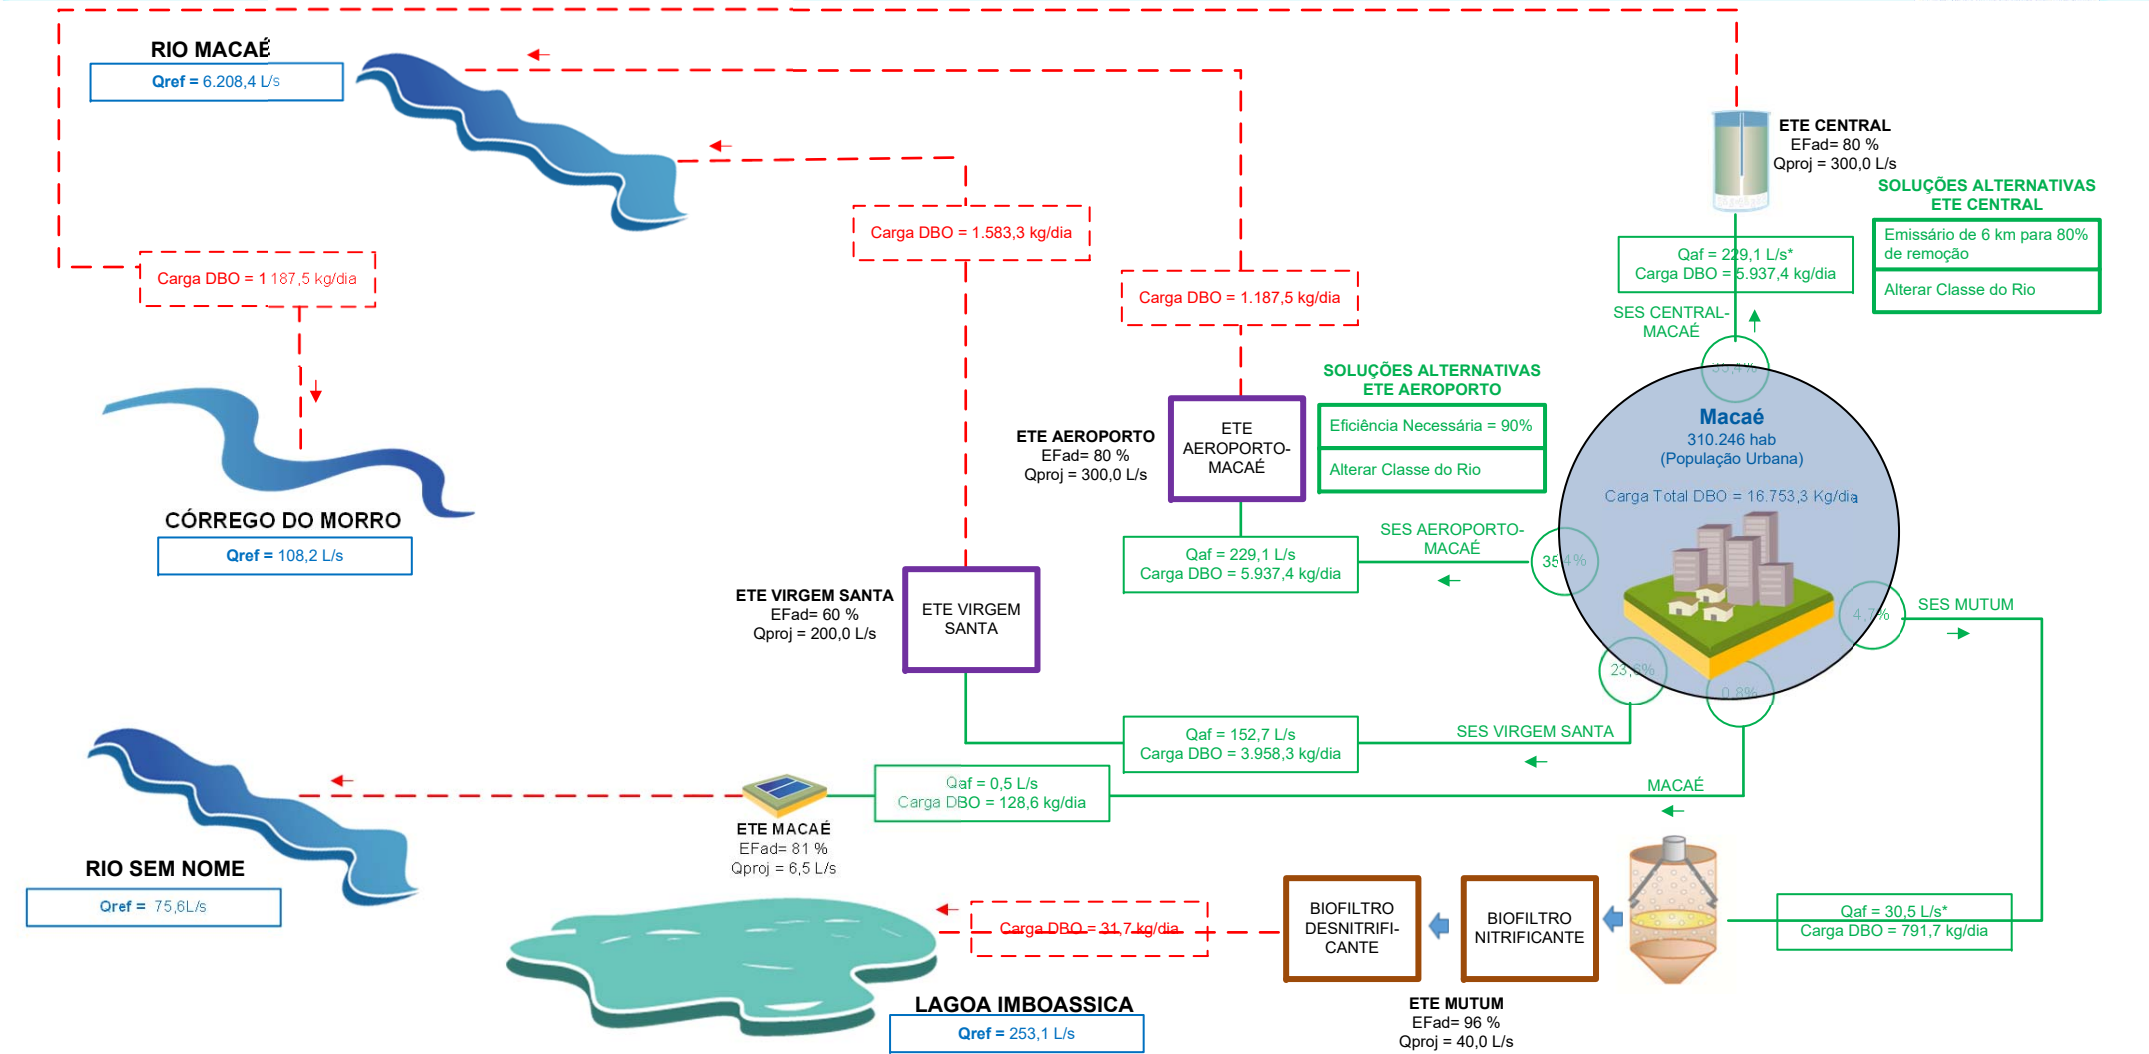 RIO MACAÉ
Qref = 6.208,4 L/s
ETE CENTRAL
EFad= 80 %
Qproj = 300,0 L/s
SOLUÇÕES ALTERNATIVAS
ETE CENTRAL
Emissário de 6 km para 80%
de remoção
Alterar Classe do Rio
Qaf = 229,1 L/s*
Carga DBO = 5.937,4 kg/dia
SES CENTRAL-
MACAÉ
35,4%
Carga DBO = 1.583,3 kg/dia
Carga DBO = 1 187,5 kg/dia
Carga DBO = 1.187,5 kg/dia
SOLUÇÕES ALTERNATIVAS
ETE AEROPORTO
Eficiência Necessária = 90%
Alterar Classe do Rio
ETE AEROPORTO
EFad= 80 %
Qproj = 300,0 L/s
ETE
AEROPORTO-
MACAÉ
Macaé
310.246 hab
(População Urbana)
Carga Total DBO = 16.753,3 Kg/dia
CÓRREGO DO MORRO
Qref = 108,2 L/s
SES AEROPORTO-
MACAÉ
35,4%
Qaf = 229,1 L/s
Carga DBO = 5.937,4 kg/dia
ETE VIRGEM SANTA
EFad= 60 %
Qproj = 200,0 L/s
ETE VIRGEM
SANTA
4,7%
SES MUTUM
23,6%
0,8%
SES VIRGEM SANTA
Qaf = 152,7 L/s
Carga DBO = 3.958,3 kg/dia
MACAÉ
Qaf = 0,5 L/s
Carga DBO = 128,6 kg/dia
ETE MACAÉ
EFad= 81 %
Qproj = 6,5 L/s
RIO SEM NOME
Qref = 75,6L/s
Carga DBO = 31,7 kg/dia
BIOFILTRO
DESNITRIFI-
CANTE
BIOFILTRO
NITRIFICANTE
Qaf = 30,5 L/s*
Carga DBO = 791,7 kg/dia
LAGOA IMBOASSICA
Qref = 253,1 L/s
ETE MUTUM
EFad= 96 %
Qproj = 40,0 L/s